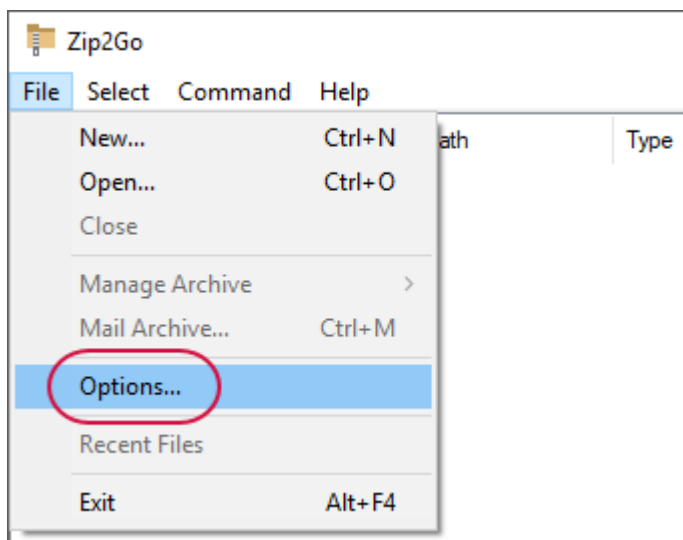 Zip2Go
File Select Command Help
New... Ctrl+N
ath Type
Open... Ctrl+O
Close
Manage Archive
Mail Archive... Ctrl+M
Options...
Recent Files
Exit Alt+F4